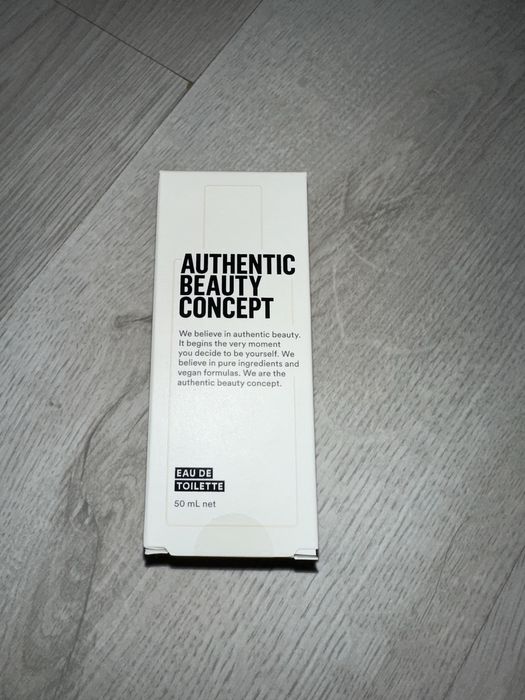 AUTHENTIC
BEAUTY
CONCEPT
We believe in authentic beauty.
It begins the very moment
you decide to be yourself. We
believe in pure ingredients and
vegan formulas. We are the
authentic beauty concept.
EAU DE
TOILETTE
50 mL net